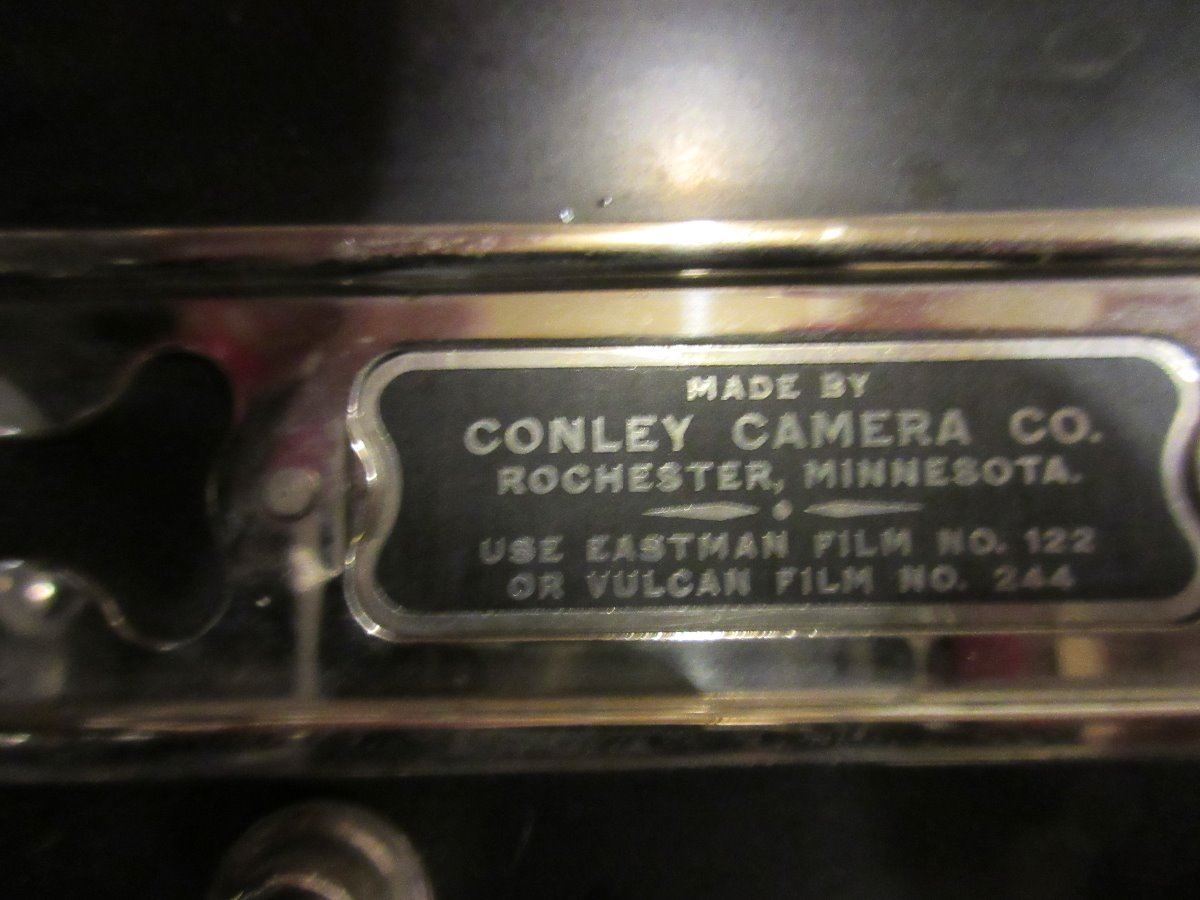 MADE BY
CONLEY CAMERA CO.
ROCHESTER, MINNESOTA.
USE EASTMAN FILM NO. 122
OR VULCAN FILM NO. 244